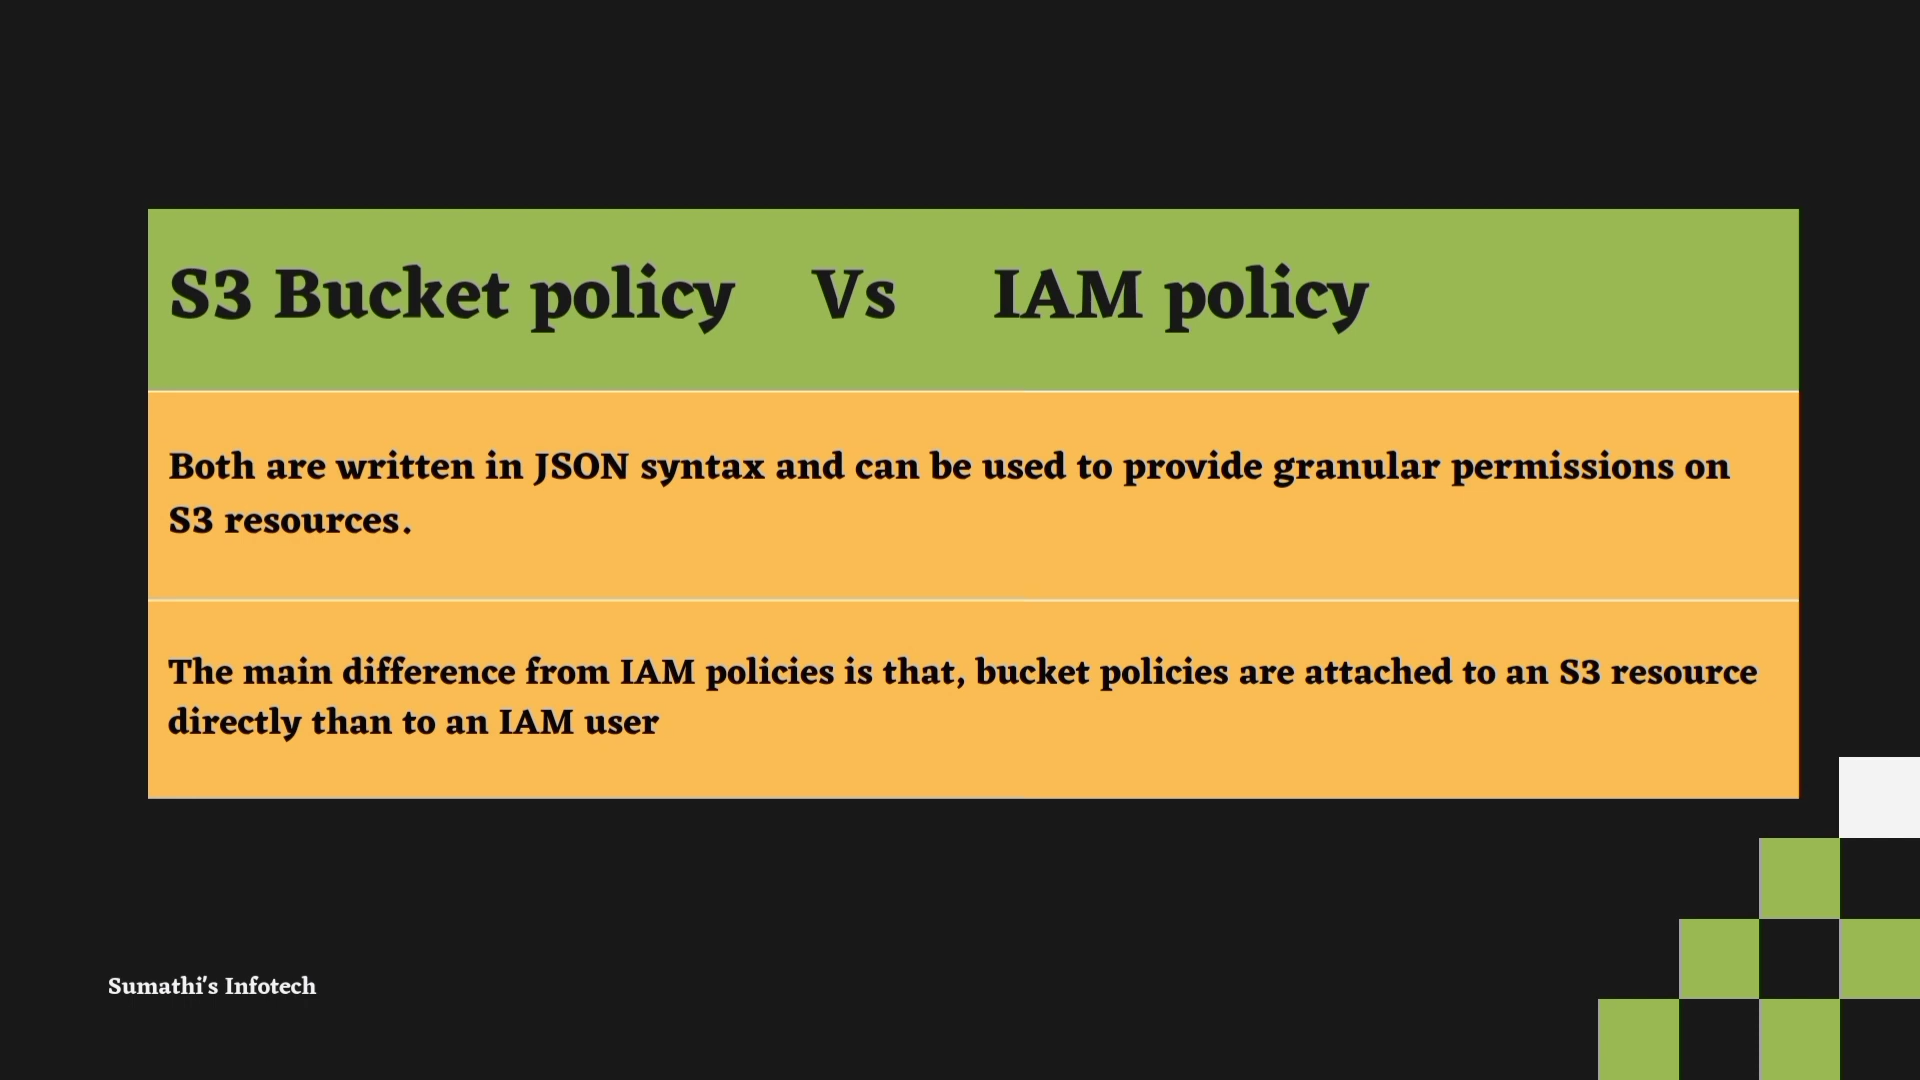 S3 Bucket policy Vs IAM policy
Both are written in JSON syntax and can be used to provide granular permissions on
S3 resources.
The main difference from IAM policies is that, bucket policies are attached to an S3 resource
directly than to an IAM user
Sumathi's Infotech